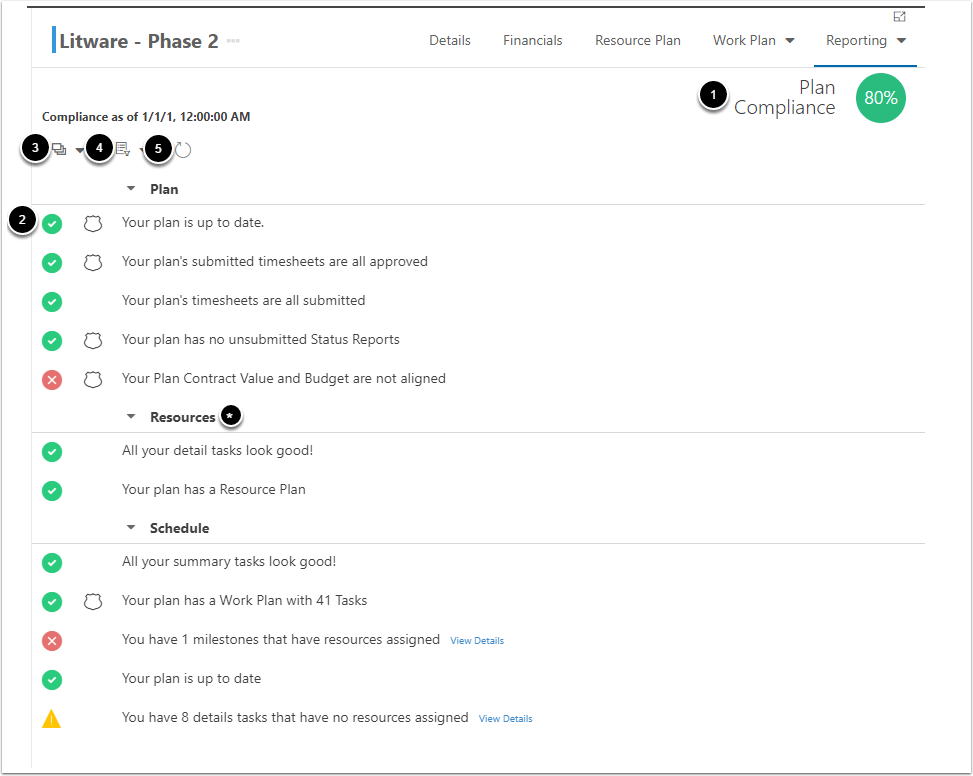 Litware - Phase 2
Details Financials Resource Plan Work Plan Reporting
1 Plan Compliance 80%
Compliance as of 1/1/1, 12:00:00 AM
3 4 5
Plan
2 Your plan is up to date.
Your plan's submitted timesheets are all approved
Your plan's timesheets are all submitted
Your plan has no unsubmitted Status Reports
Your Plan Contract Value and Budget are not aligned
Resources *
All your detail tasks look good!
Your plan has a Resource Plan
Schedule
All your summary tasks look good!
Your plan has a Work Plan with 41 Tasks
You have 1 milestones that have resources assigned View Details
Your plan is up to date
You have 8 details tasks that have no resources assigned View Details